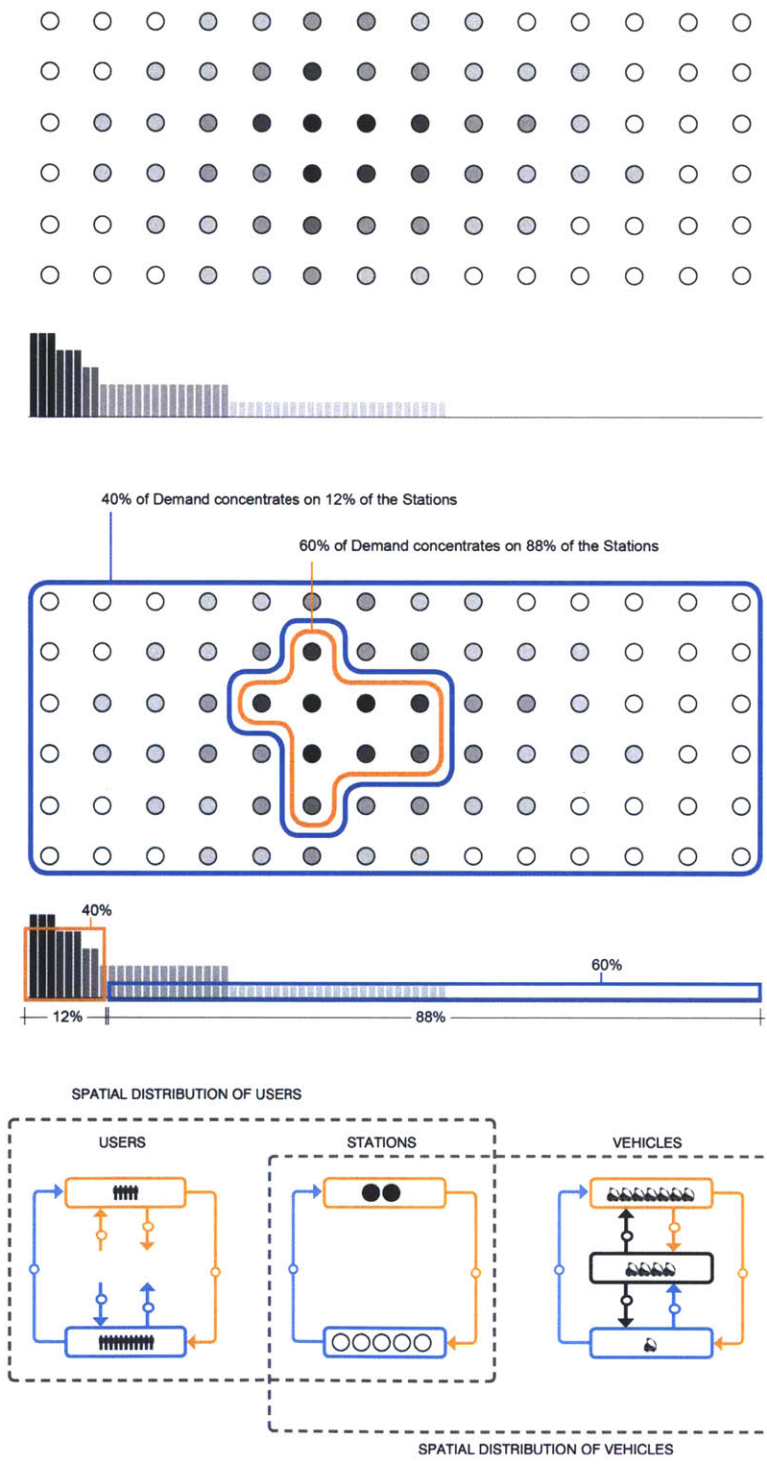 40% of Demand concentrates on 12% of the Stations
60% of Demand concentrates on 88% of the Stations
40%
60%
12%
88%
SPATIAL DISTRIBUTION OF USERS
USERS
STATIONS
VEHICLES
SPATIAL DISTRIBUTION OF VEHICLES